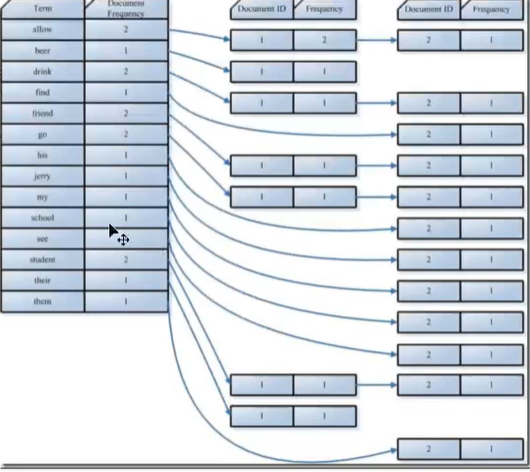 Term Document Frequency
allow 2
beer 1
drink 2
find 1
friend 2
go 2
his 1
jerry 1
my 1
school 1
see
student 2
their 1
them 1
Document ID Frequency Document ID Frequency
1 2 2 1
1 1
1 1 2 1
2 1
1 1 2 1
1 1 2 1
2 1
2 1
2 1
2 1
2 1
1 1 2 1
1 1
2 1